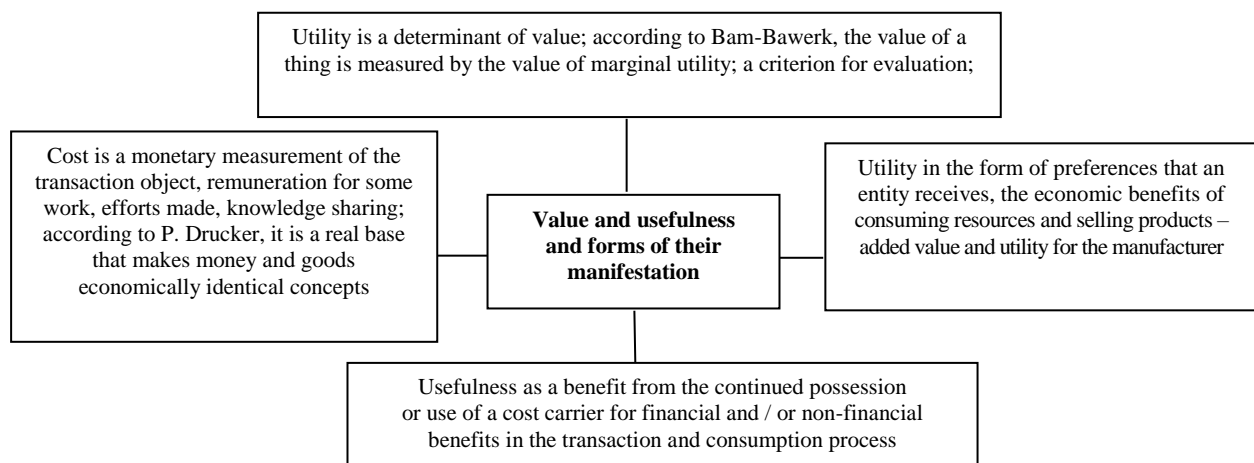 Utility is a determinant of value; according to Bam-Bawerk, the value of a
thing is measured by the value of marginal utility; a criterion for evaluation;
Cost is a monetary measurement of the
transaction object, remuneration for some
work, efforts made, knowledge sharing;
according to P. Drucker, it is a real base
that makes money and goods
economically identical concepts
Value and usefulness
and forms of their
manifestation
Utility in the form of preferences that an
entity receives, the economic benefits of
consuming resources and selling products –
added value and utility for the manufacturer
Usefulness as a benefit from the continued possession
or use of a cost carrier for financial and / or non-financial
benefits in the transaction and consumption process